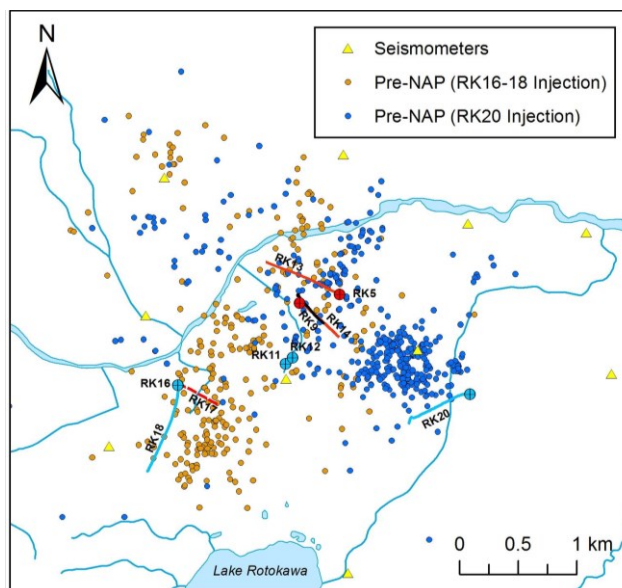 N
Seismometers
Pre-NAP (RK16-18 Injection)
Pre-NAP (RK20 Injection)
RK13
RK5
RK9
RK14
RK12
RK11
RK16
RK17
RK18
RK20
0 0.5 1 km
Lake Rotokawa